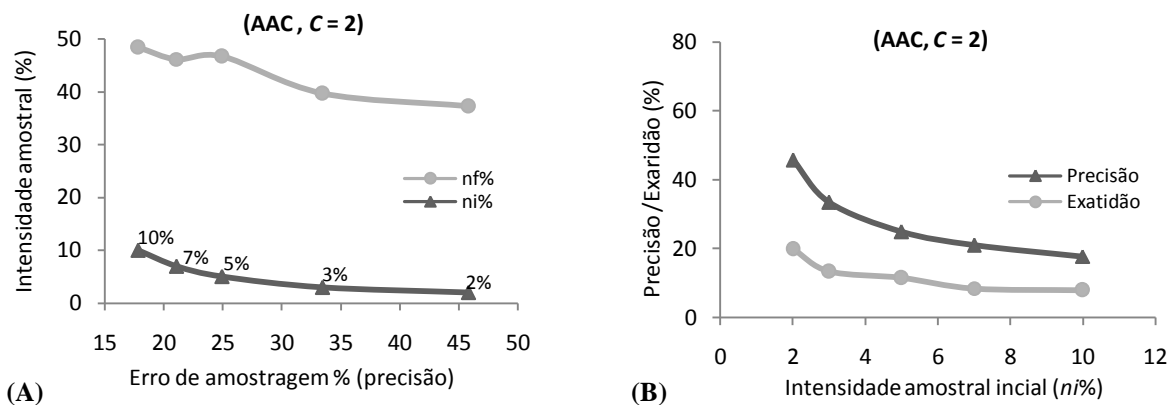 (AAC , C = 2)
Intensidade amostral (%)
50
40
30
20
10
0
nf%
ni%
10%
7%
5%
3%
2%
15 20 25 30 35 40 45 50
Erro de amostragem % (precisão)
(A)
(AAC, C = 2)
Precisão /Exaridão (%)
80
60
40
20
0
Precisão
Exatidão
0 2 4 6 8 10 12
Intensidade amostral incial (ni%)
(B)